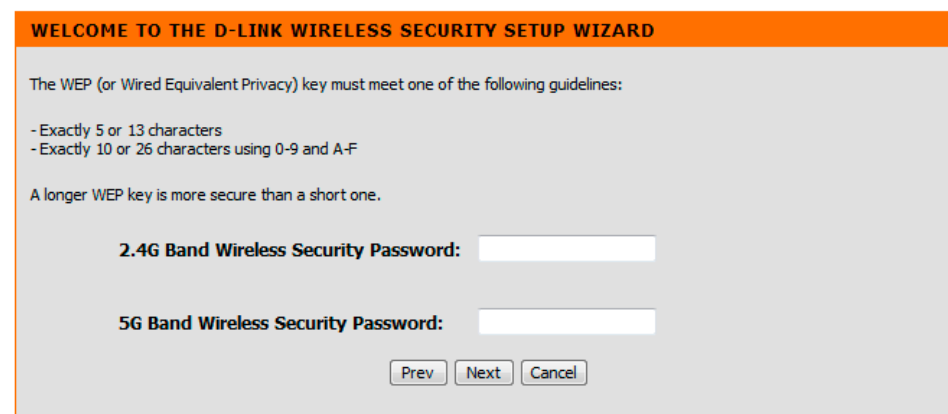 WELCOME TO THE D-LINK WIRELESS SECURITY SETUP WIZARD
The WEP (or Wired Equivalent Privacy) key must meet one of the following guidelines:
- Exactly 5 or 13 characters
- Exactly 10 or 26 characters using 0-9 and A-F
A longer WEP key is more secure than a short one.
2.4G Band Wireless Security Password:
5G Band Wireless Security Password:
Prev Next Cancel